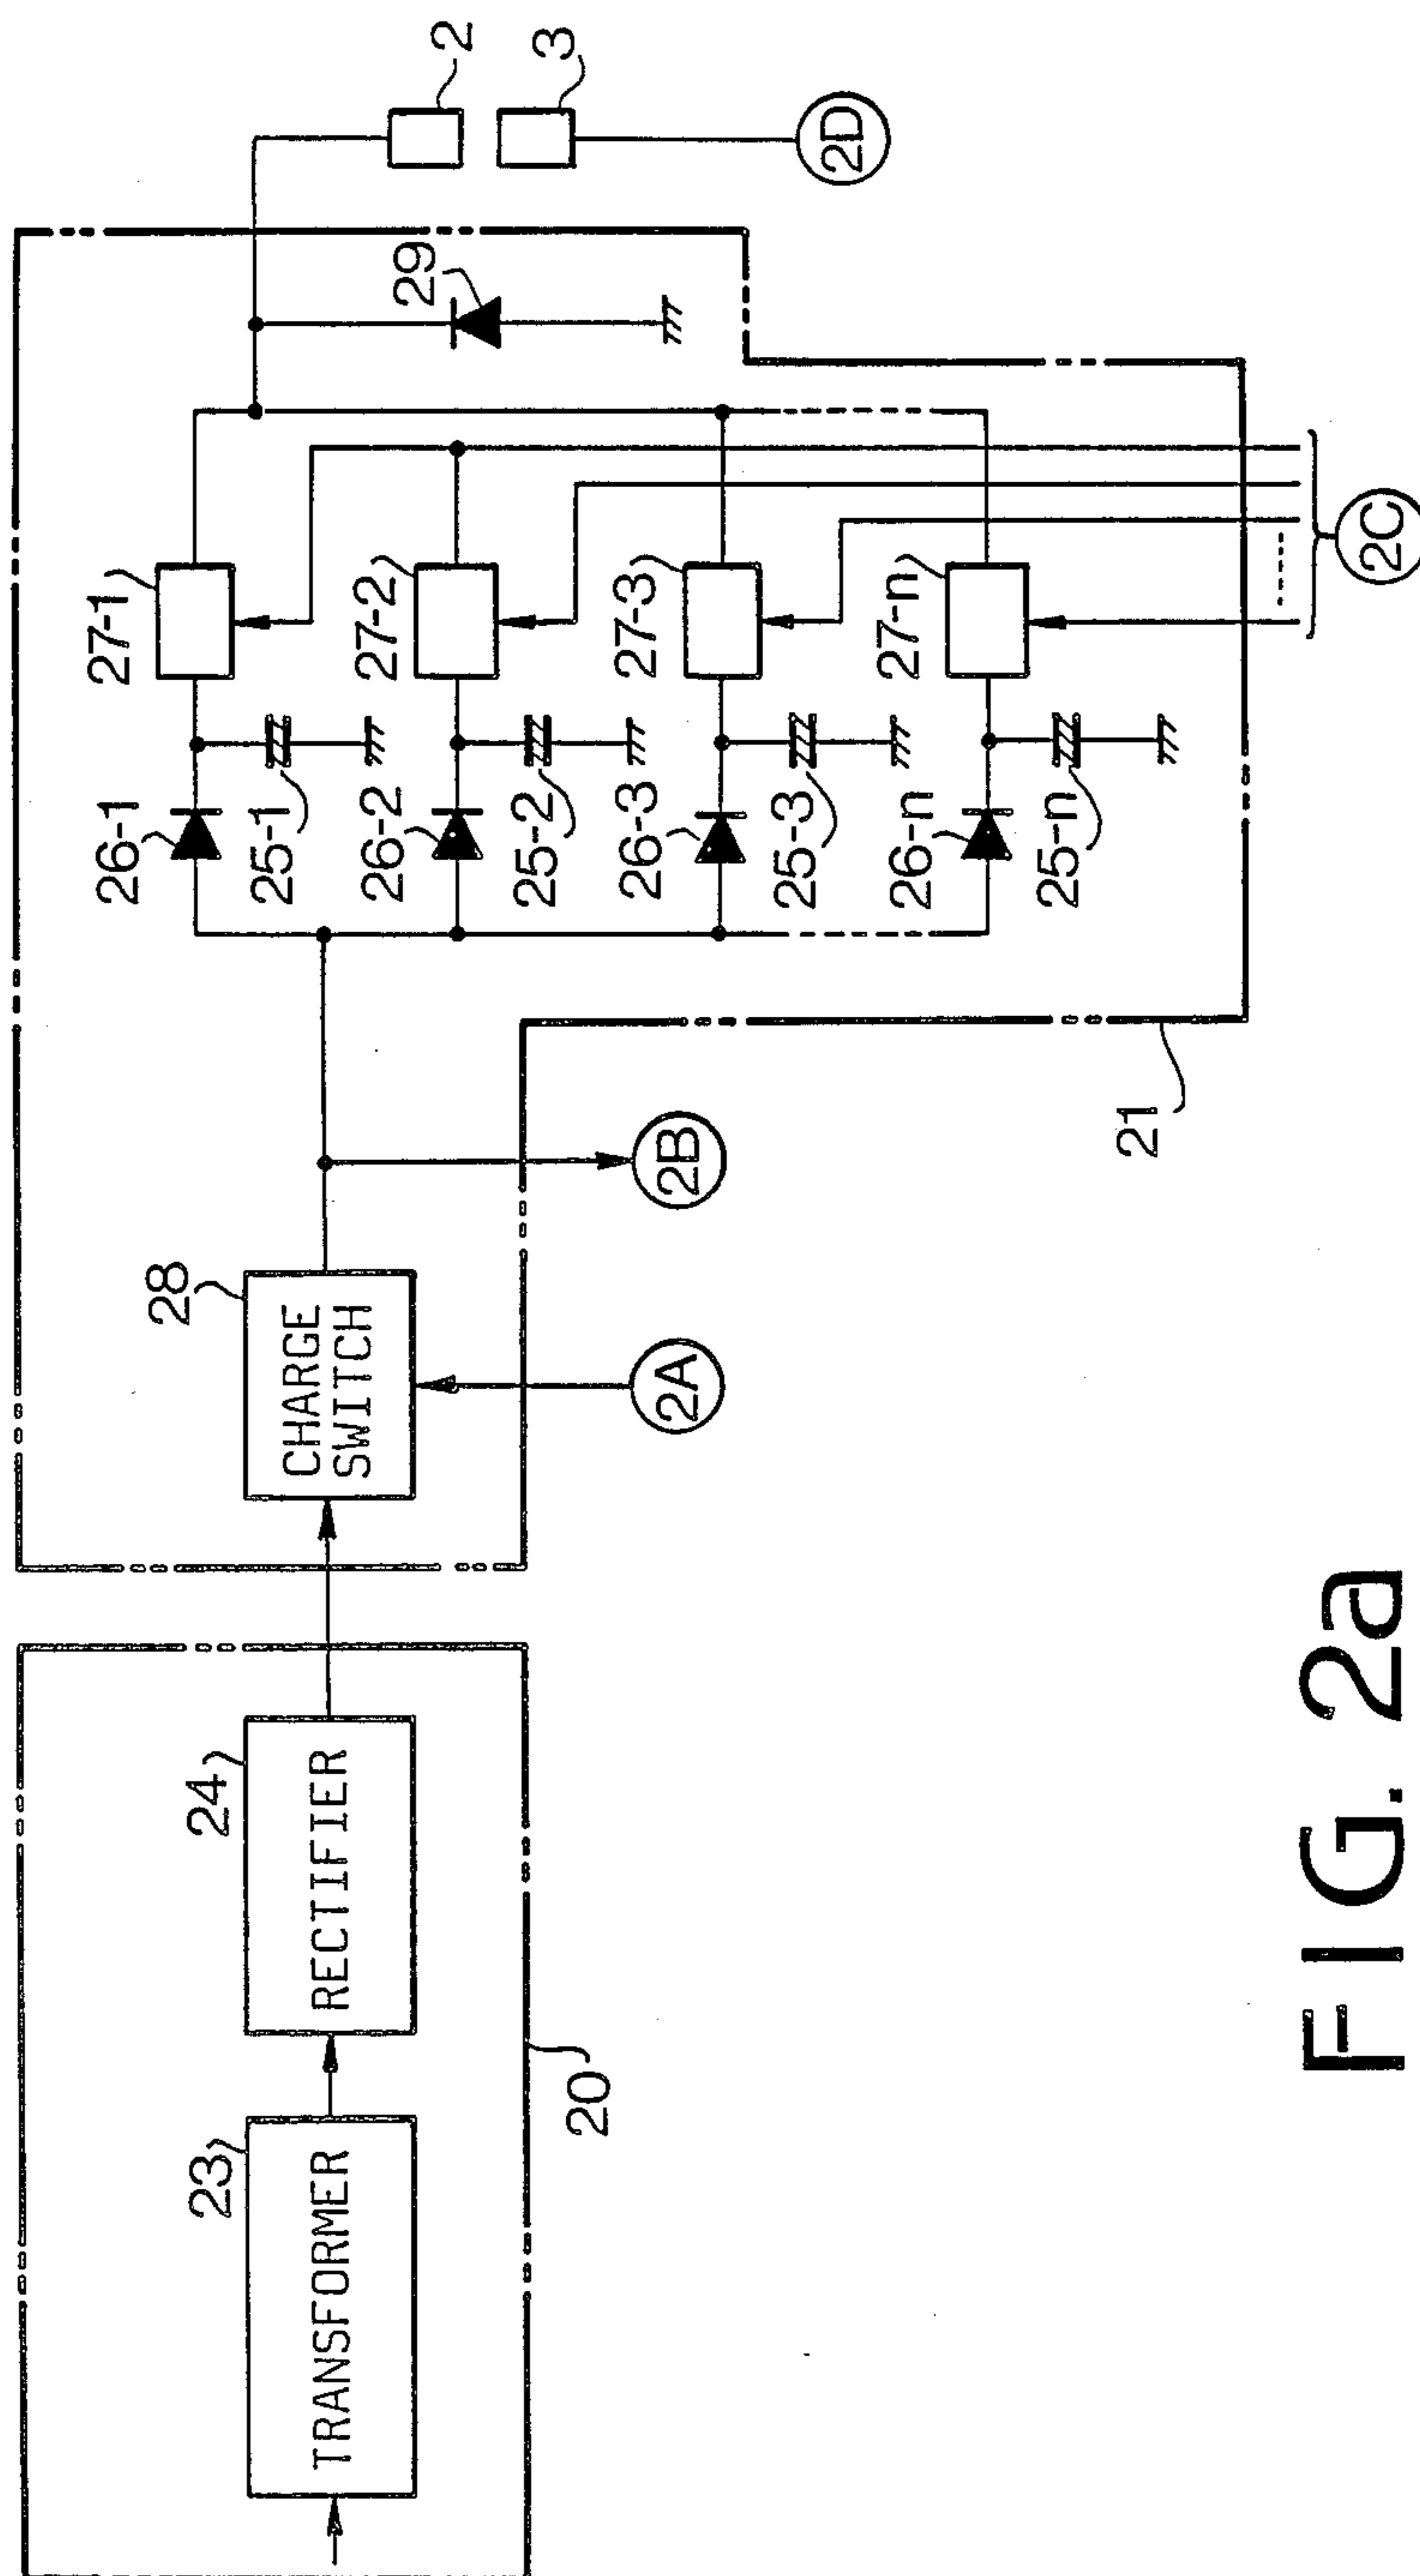 23
TRANSFORMER
24
RECTIFIER
20
28
CHARGE
SWITCH
2A
2B
21
26-1
27-1
25-1
26-2
27-2
25-2
26-3
27-3
25-3
26-n
27-n
25-n
29
2
3
2C
2D
FIG. 2a